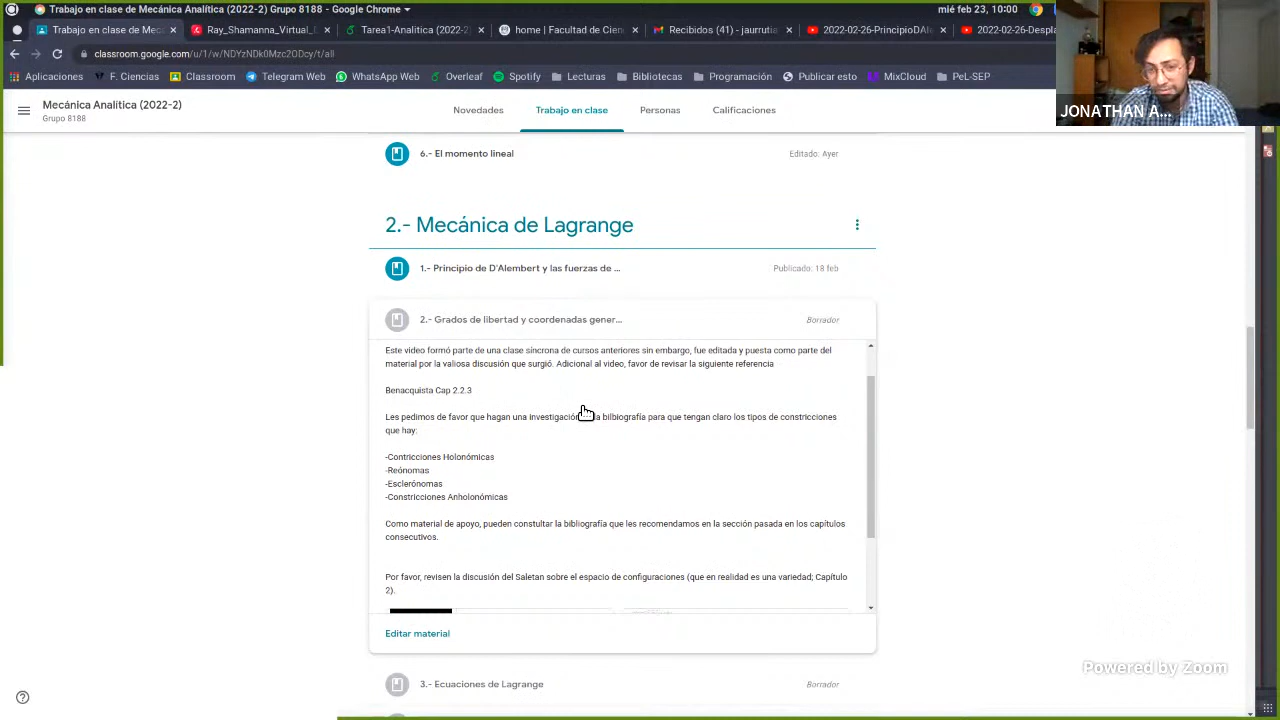 Trabajo en clase de Mecánica Analítica (2022-2) Grupo 8188 - Google Chrome
mié feb 23, 10:00
Trabajo en clase de Mec
Ray_Shamanna_Virtual_
Tarea1-Analitica (2022-2
home | Facultad de Cien
Recibidos (41) - jaurrutia
2022-02-26-PrincipioDAle
2022-02-26-Despla
classroom.google.com/u/1/w/NDYzNDk0Mzc2ODcy/t/all
Aplicaciones
F. Ciencias
Classroom
Telegram Web
WhatsApp Web
Overleaf
Spotify
Lecturas
Bibliotecas
Programación
Publicar esto
MixCloud
PeL-SEP
JONATHAN A...
Mecánica Analítica (2022-2)
Grupo 8188
Novedades
Trabajo en clase
Personas
Calificaciones
6.- El momento lineal
Editado: Ayer
2.- Mecánica de Lagrange
1.- Principio de D'Alembert y las fuerzas de ...
Publicado: 18 feb
2.- Grados de libertad y coordenadas gener...
Borrador
Este video formó parte de una clase síncrona de cursos anteriores sin embargo, fue editada y puesta como parte del
material por la valiosa discusión que surgió. Adicional al video, favor de revisar la siguiente referencia
Benacquista Cap 2.2.3
Les pedimos de favor que hagan una investigación la bilbiografía para que tengan claro los tipos de constricciones
que hay:
-Contricciones Holonómicas
-Reónomas
-Esclerónomas
-Constricciones Anholonómicas
Como material de apoyo, pueden constultar la bibliografía que les recomendamos en la sección pasada en los capítulos
consecutivos.
Por favor, revisen la discusión del Saletan sobre el espacio de configuraciones (que en realidad es una variedad; Capítulo
2).
Editar material
3.- Ecuaciones de Lagrange
Borrador
Powered by Zoom